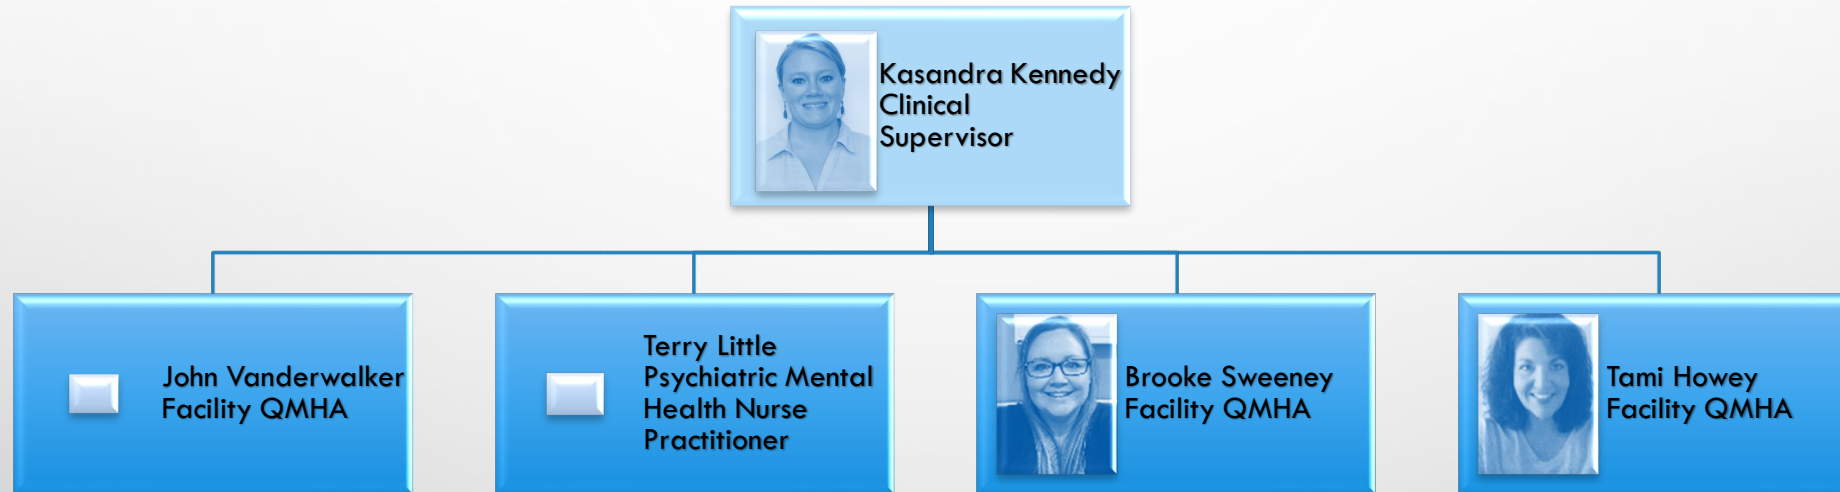 Kasandra Kennedy
Clinical
Supervisor
John Vanderwalker
Facility QMHA
Terry Little
Psychiatric Mental
Health Nurse
Practitioner
Brooke Sweeney
Facility QMHA
Tami Howey
Facility QMHA